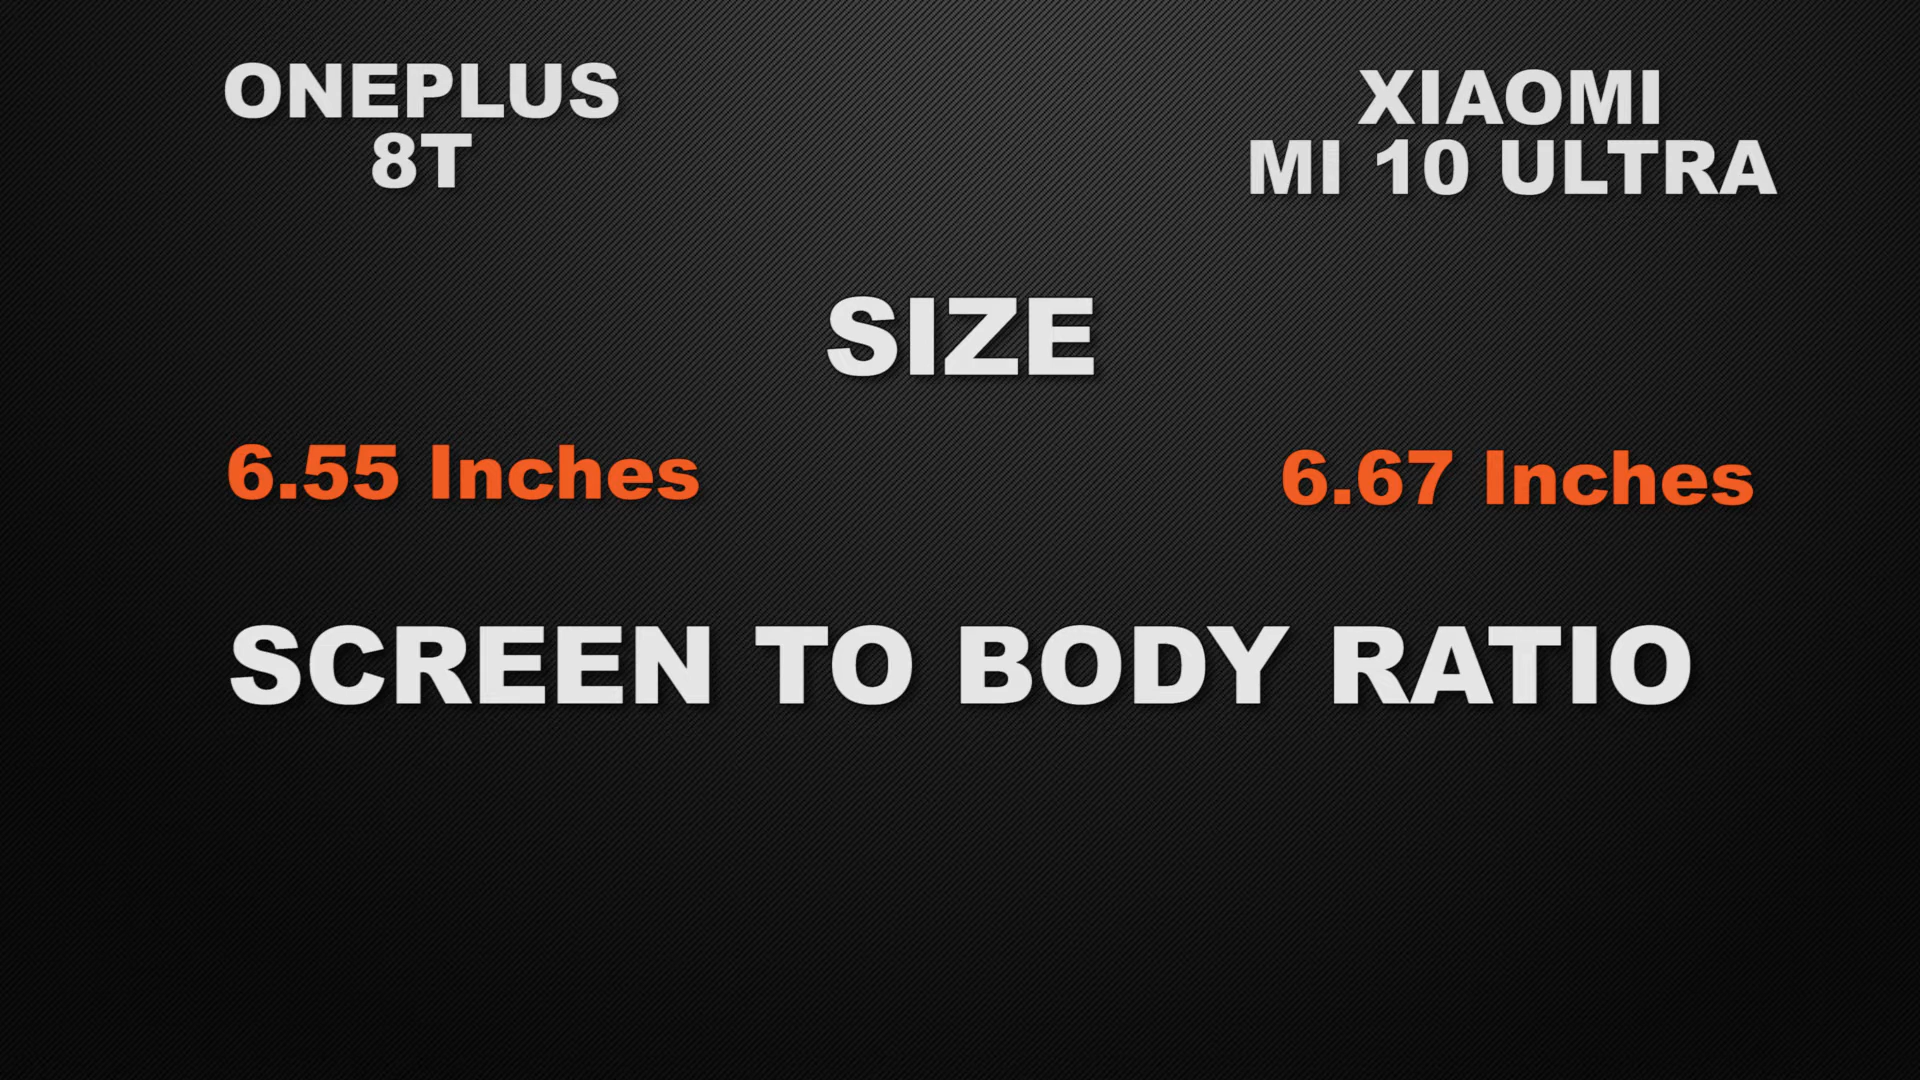 ONEPLUS
8T
XIAOMI
MI 10 ULTRA
SIZE
6.55 Inches
6.67 Inches
SCREEN TO BODY RATIO